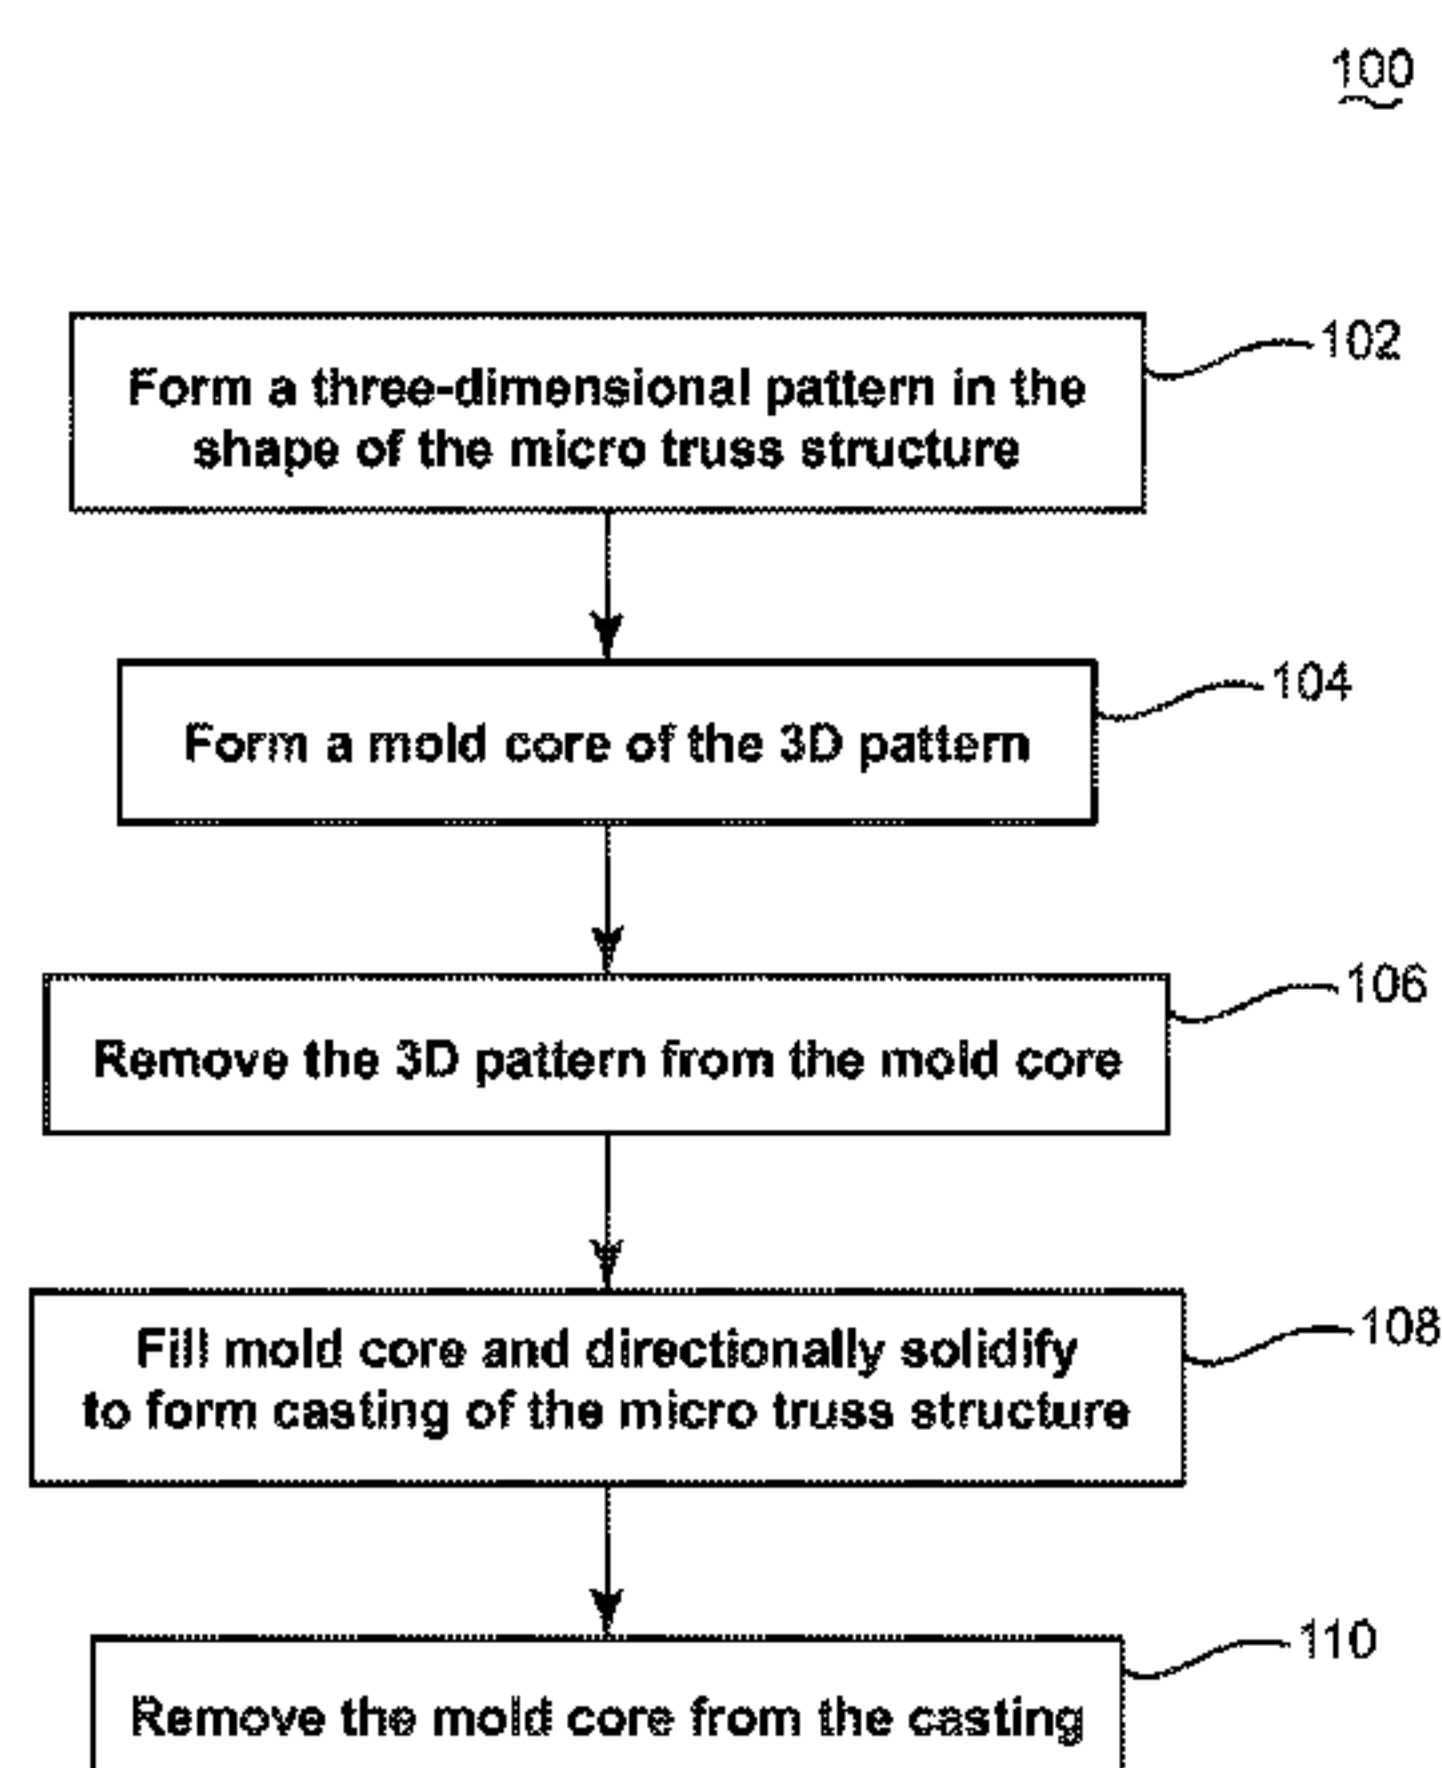 100
102
Form a three-dimensional pattern in the
shape of the micro truss structure
104
Form a mold core of the 3D pattern
106
Remove the 3D pattern from the mold core
108
Fill mold core and directionally solidify
to form casting of the micro truss structure
110
Remove the mold core from the casting